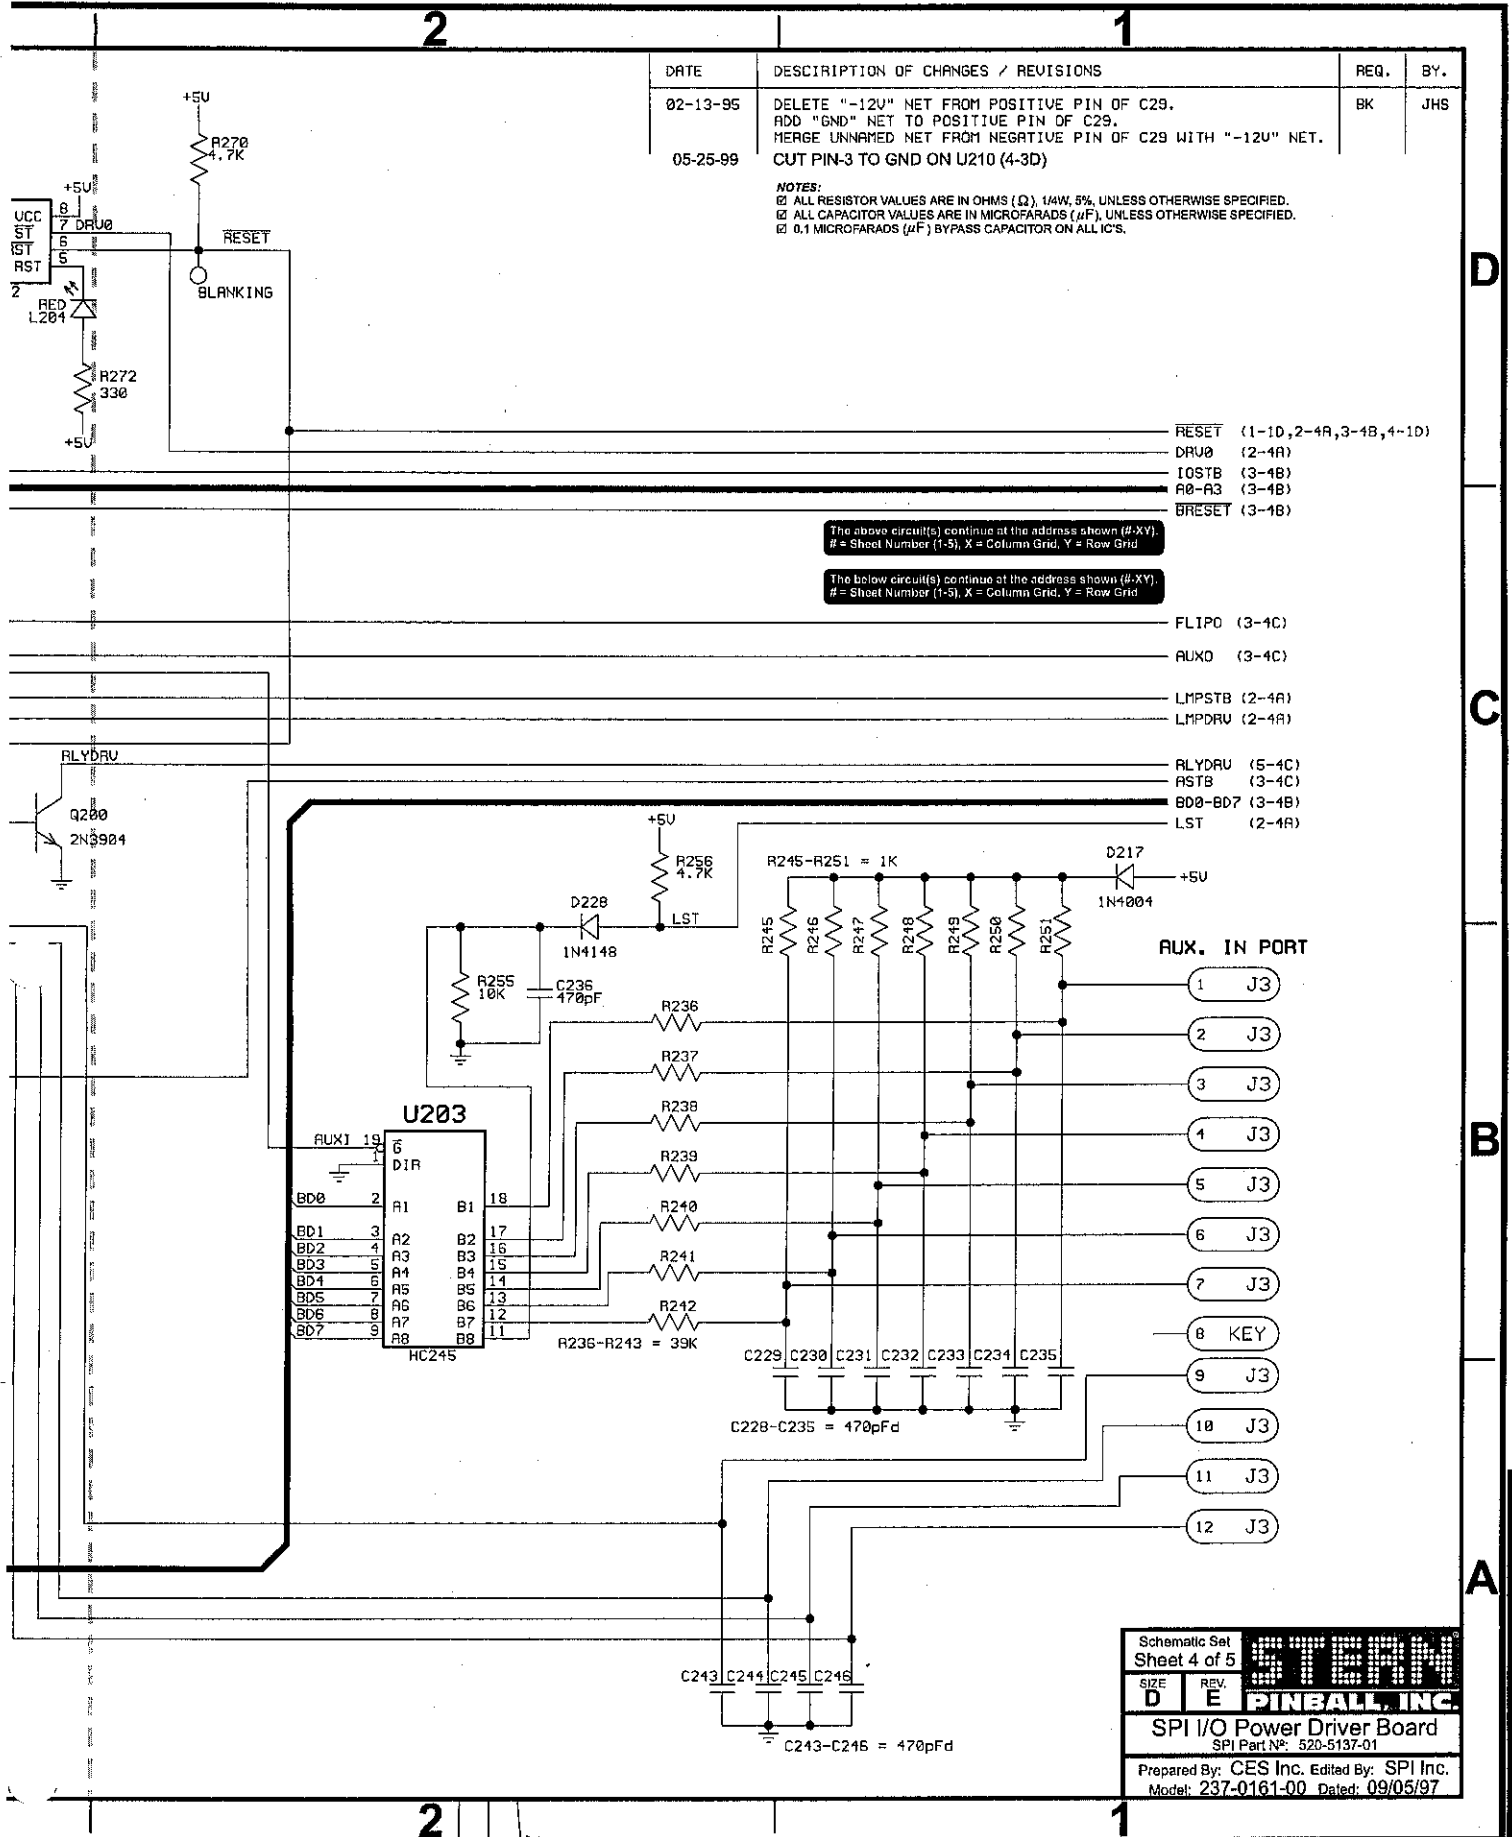 2 1
DATE DESCIRIPTION OF CHANGES / REVISIONS REQ. BY.
02-13-95 DELETE "-12V" NET FROM POSITIVE PIN OF C29. BK JHS
ADD "GND" NET TO POSITIVE PIN OF C29.
MERGE UNNAMED NET FROM NEGATIVE PIN OF C29 WITH "-12V" NET.
05-25-99 CUT PIN-3 TO GND ON U210 (4-3D)
NOTES:
☑ ALL RESISTOR VALUES ARE IN OHMS (Ω), 1/4W, 5%, UNLESS OTHERWISE SPECIFIED.
☑ ALL CAPACITOR VALUES ARE IN MICROFARADS (µF), UNLESS OTHERWISE SPECIFIED.
☑ 0.1 MICROFARADS (µF) BYPASS CAPACITOR ON ALL IC'S.
+5V
R270
4.7K
+5V
VCC 8
ST 7 DRV0
ST 6
RST 5
2
RESET
BLANKING
RED
L204
R272
330
+5V
D
RESET (1-1D,2-4A,3-4B,4-1D)
DRV0 (2-4A)
IOSTB (3-4B)
A0-A3 (3-4B)
BRESET (3-4B)
The above circuit(s) continue at the address shown (#-XY).
# = Sheet Number (1-5), X = Column Grid, Y = Row Grid
The below circuit(s) continue at the address shown (#-XY).
# = Sheet Number (1-5), X = Column Grid, Y = Row Grid
FLIPO (3-4C)
AUXO (3-4C)
LMPSTB (2-4A)
LMPDRV (2-4A)
C
RLYDRV
RLYDRV (5-4C)
ASTB (3-4C)
BD0-BD7 (3-4B)
LST (2-4A)
Q200
2N3904
+5V
R256
4.7K
LST
R245-R251 = 1K
D217
1N4004
+5V
D228
1N4148
R245 R246 R247 R248 R249 R250 R251
R255
10K
C236
470pF
AUX. IN PORT
1 J3
2 J3
3 J3
4 J3
5 J3
6 J3
7 J3
8 KEY
9 J3
10 J3
11 J3
12 J3
R236
R237
R238
R239
R240
R241
R242
R236-R243 = 39K
B
U203
AUXI 19 G
1 DIR
BD0 2 A1 B1 18
BD1 3 A2 B2 17
BD2 4 A3 B3 16
BD3 5 A4 B4 15
BD4 6 A5 B5 14
BD5 7 A6 B6 13
BD6 8 A7 B7 12
BD7 9 A8 B8 11
HC245
C229 C230 C231 C232 C233 C234 C235
C228-C235 = 470pFd
A
C243 C244 C245 C246
C243-C246 = 470pFd
Schematic Set
Sheet 4 of 5
SIZE D REV. E
STERN
PINBALL, INC.
SPI I/O Power Driver Board
SPI Part Nº: 520-5137-01
Prepared By: CES Inc. Edited By: SPI Inc.
Model: 237-0161-00 Dated: 09/05/97
2 1